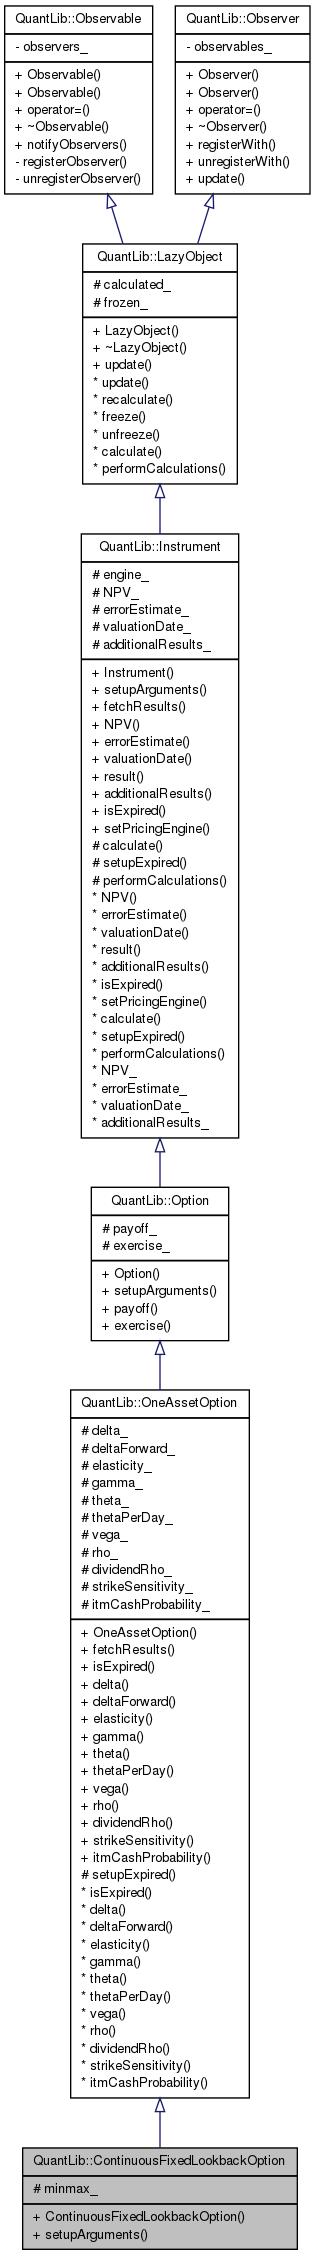 QuantLib::Observable
- observers_
+ Observable()
+ Observable()
+ operator=()
+ ~Observable()
+ notifyObservers()
- registerObserver()
- unregisterObserver()
QuantLib::Observer
- observables_
+ Observer()
+ Observer()
+ operator=()
+ ~Observer()
+ registerWith()
+ unregisterWith()
+ update()
QuantLib::LazyObject
# calculated_
# frozen_
+ LazyObject()
+ ~LazyObject()
+ update()
* update()
* recalculate()
* freeze()
* unfreeze()
* calculate()
* performCalculations()
QuantLib::Instrument
# engine_
# NPV_
# errorEstimate_
# valuationDate_
# additionalResults_
+ Instrument()
+ setupArguments()
+ fetchResults()
+ NPV()
+ errorEstimate()
+ valuationDate()
+ result()
+ additionalResults()
+ isExpired()
+ setPricingEngine()
# calculate()
# setupExpired()
# performCalculations()
* NPV()
* errorEstimate()
* valuationDate()
* result()
* additionalResults()
* isExpired()
* setPricingEngine()
* calculate()
* setupExpired()
* performCalculations()
* NPV_
* errorEstimate_
* valuationDate_
* additionalResults_
QuantLib::Option
# payoff_
# exercise_
+ Option()
+ setupArguments()
+ payoff()
+ exercise()
QuantLib::OneAssetOption
# delta_
# deltaForward_
# elasticity_
# gamma_
# theta_
# thetaPerDay_
# vega_
# rho_
# dividendRho_
# strikeSensitivity_
# itmCashProbability_
+ OneAssetOption()
+ fetchResults()
+ isExpired()
+ delta()
+ deltaForward()
+ elasticity()
+ gamma()
+ theta()
+ thetaPerDay()
+ vega()
+ rho()
+ dividendRho()
+ strikeSensitivity()
+ itmCashProbability()
# setupExpired()
* isExpired()
* delta()
* deltaForward()
* elasticity()
* gamma()
* theta()
* thetaPerDay()
* vega()
* rho()
* dividendRho()
* strikeSensitivity()
* itmCashProbability()
QuantLib::ContinuousFixedLookbackOption
# minmax_
+ ContinuousFixedLookbackOption()
+ setupArguments()